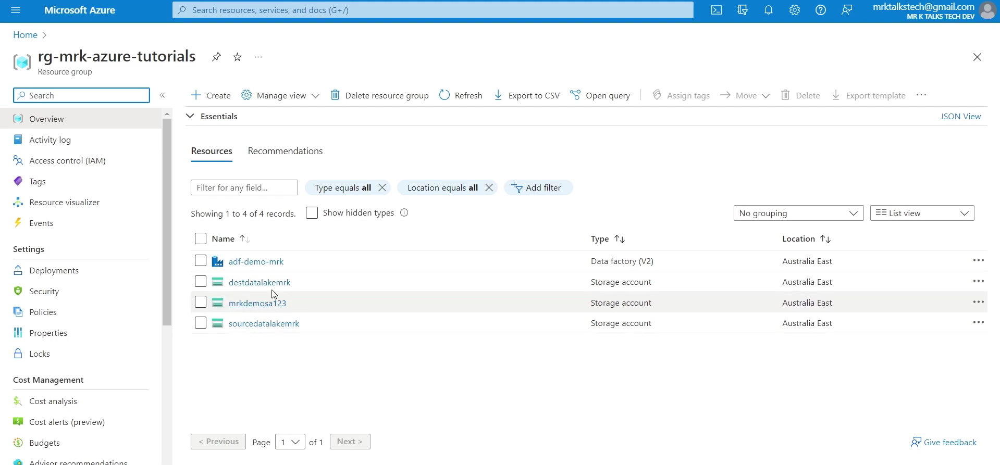 Microsoft Azure
Search resources, services, and docs (G+/)
mrktalkstech@gmail.com
MR K TALKS TECH DEV
Home
rg-mrk-azure-tutorials
Resource group
Search
Create
Manage view
Delete resource group
Refresh
Export to CSV
Open query
Assign tags
Move
Delete
Export template
Essentials
JSON View
Overview
Activity log
Access control (IAM)
Tags
Resource visualizer
Events
Settings
Deployments
Security
Policies
Properties
Locks
Cost Management
Cost analysis
Cost alerts (preview)
Budgets
Advisor recommendations
Resources Recommendations
Filter for any field...
Type equals all
Location equals all
Add filter
Showing 1 to 4 of 4 records.
Show hidden types
No grouping
List view
Name Type Location
adf-demo-mrk Data factory (V2) Australia East
destdatalakemrk Storage account Australia East
mrkdemosa123 Storage account Australia East
sourcedatalakemrk Storage account Australia East
< Previous Page 1 of 1 Next >
Give feedback